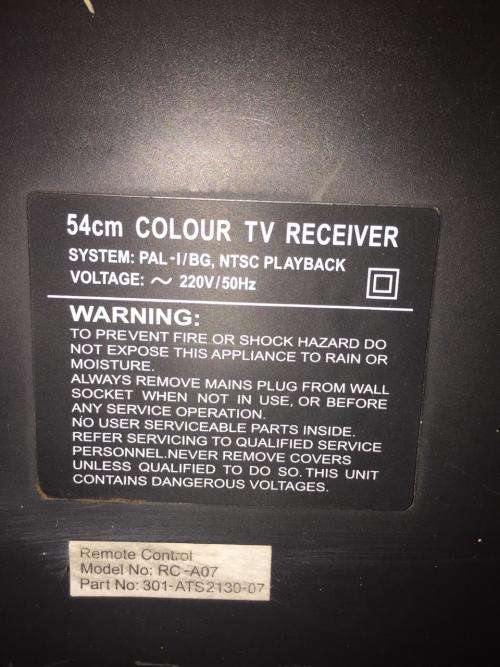 54cm COLOUR TV RECEIVER
SYSTEM: PAL-I/BG, NTSC PLAYBACK
VOLTAGE: ~ 220V/50Hz
WARNING:
TO PREVENT FIRE OR SHOCK HAZARD DO
NOT EXPOSE THIS APPLIANCE TO RAIN OR
MOISTURE.
ALWAYS REMOVE MAINS PLUG FROM WALL
SOCKET WHEN NOT IN USE, OR BEFORE
ANY SERVICE OPERATION.
NO USER SERVICEABLE PARTS INSIDE.
REFER SERVICING TO QUALIFIED SERVICE
PERSONNEL.NEVER REMOVE COVERS
UNLESS QUALIFIED TO DO SO. THIS UNIT
CONTAINS DANGEROUS VOLTAGES.
Remote Control
Model No: RC-A07
Part No: 301-ATS2130-07